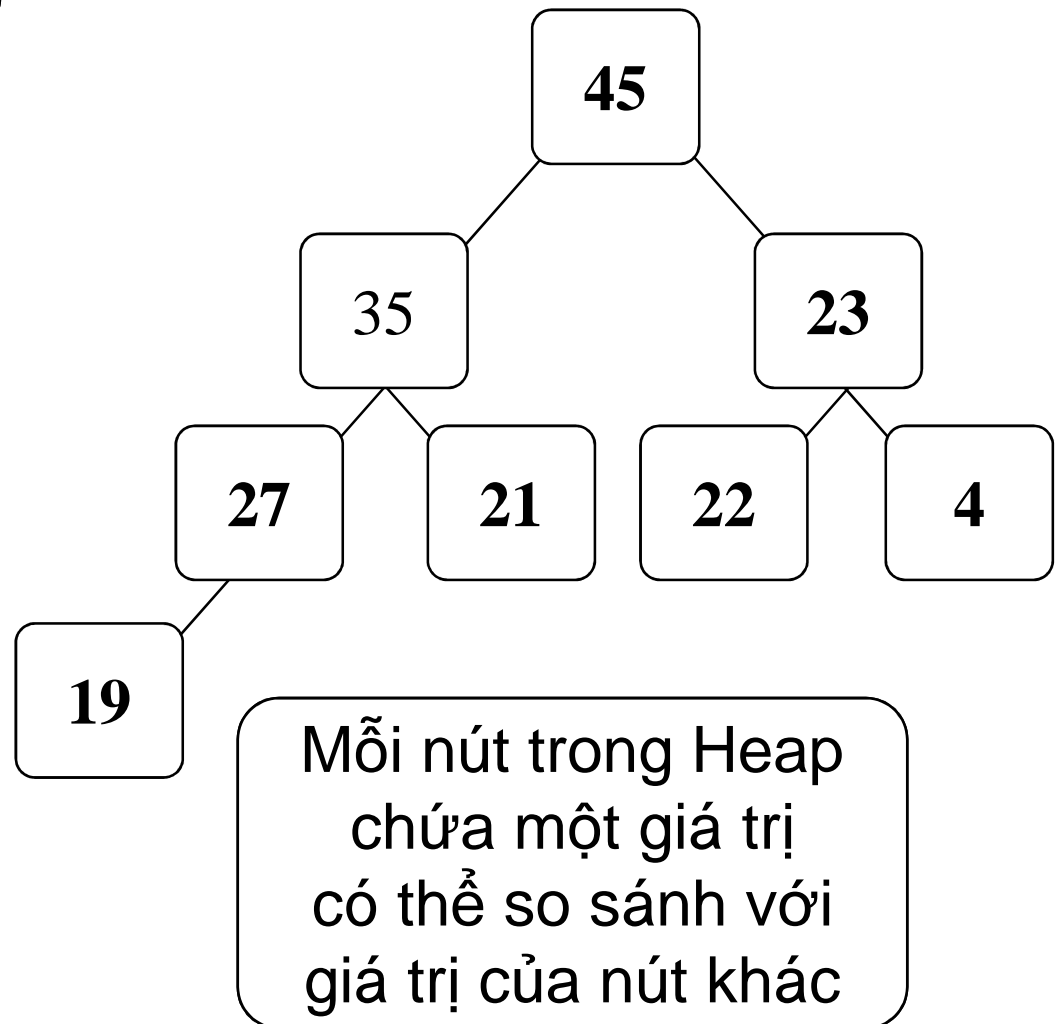 45
35
23
27
21
22
4
19
Mỗi nút trong Heap
chứa một giá trị
có thể so sánh với
giá trị của nút khác